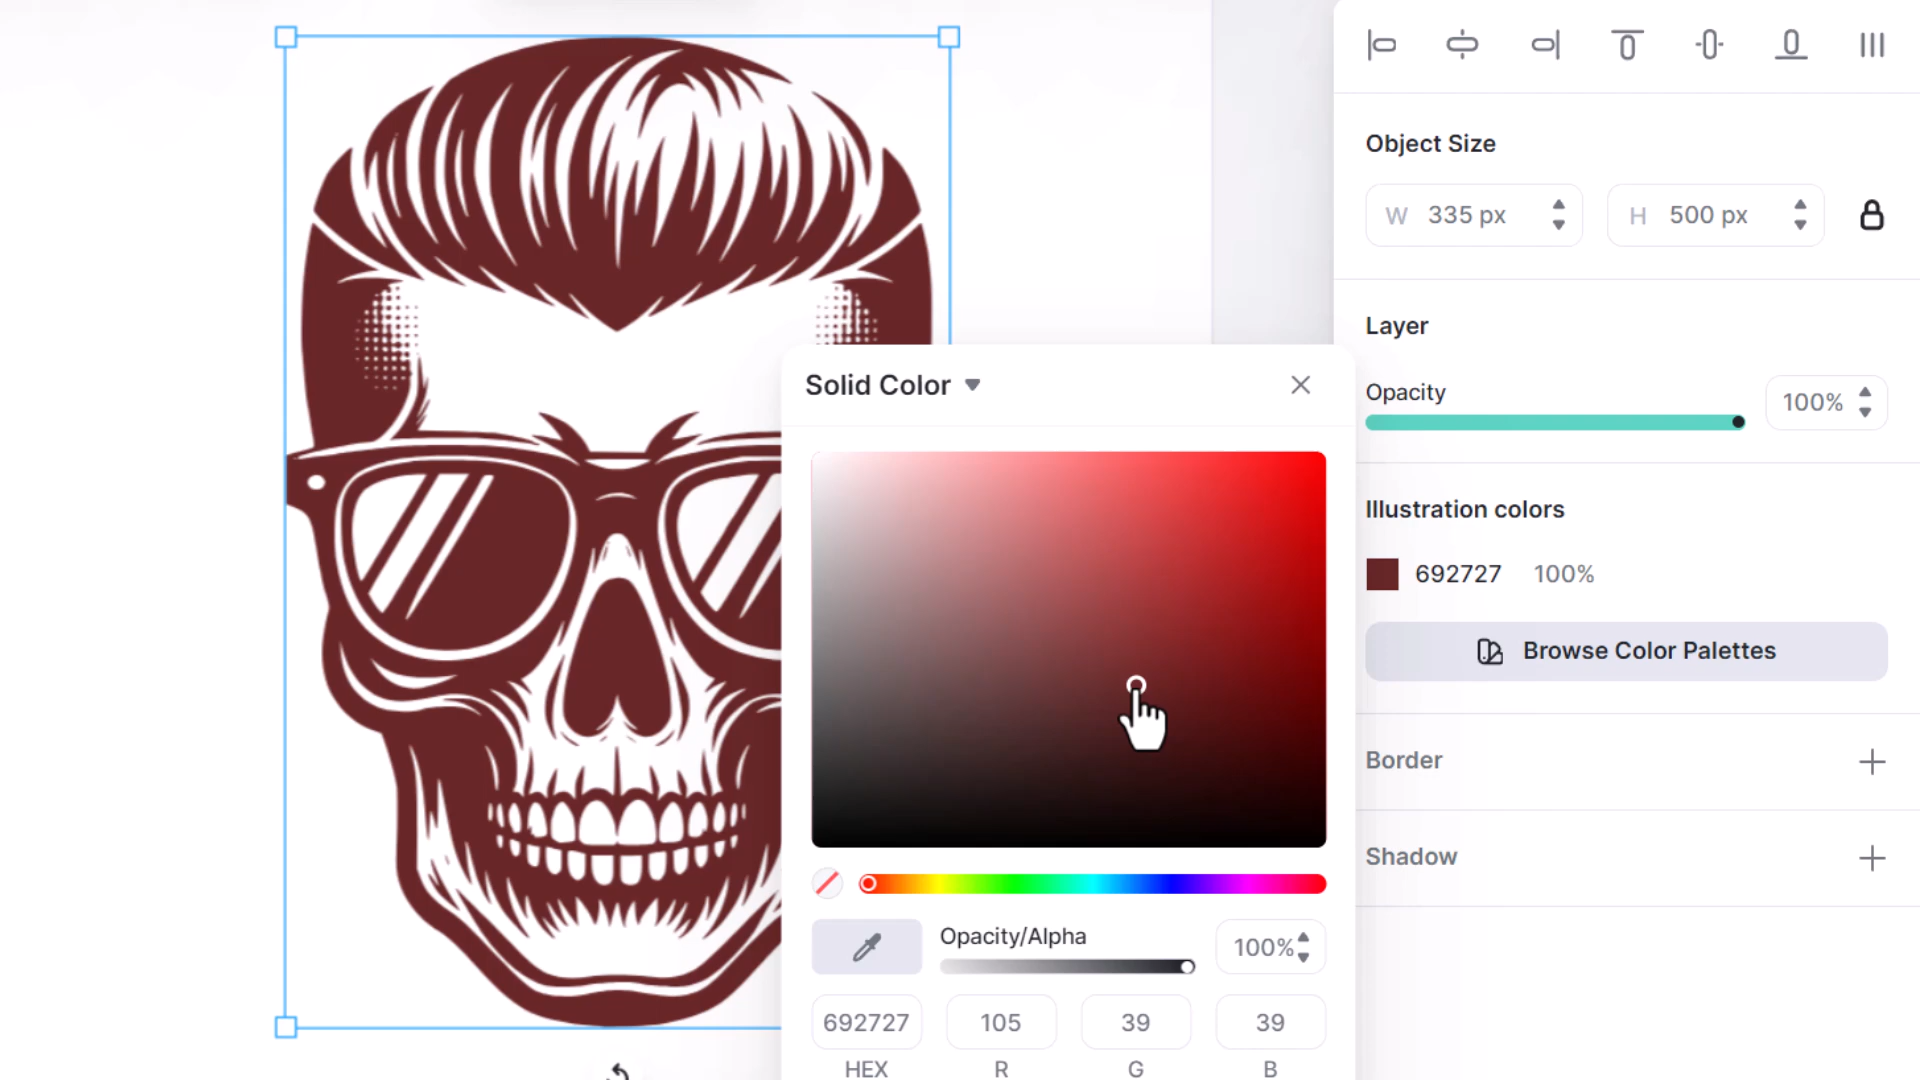 Object Size
W 335 px
H 500 px
Layer
Opacity
100%
Solid Color
Illustration colors
692727 100%
Browse Color Palettes
Border
Shadow
Opacity/Alpha
100%
692727 105 39 39
HEX R G B